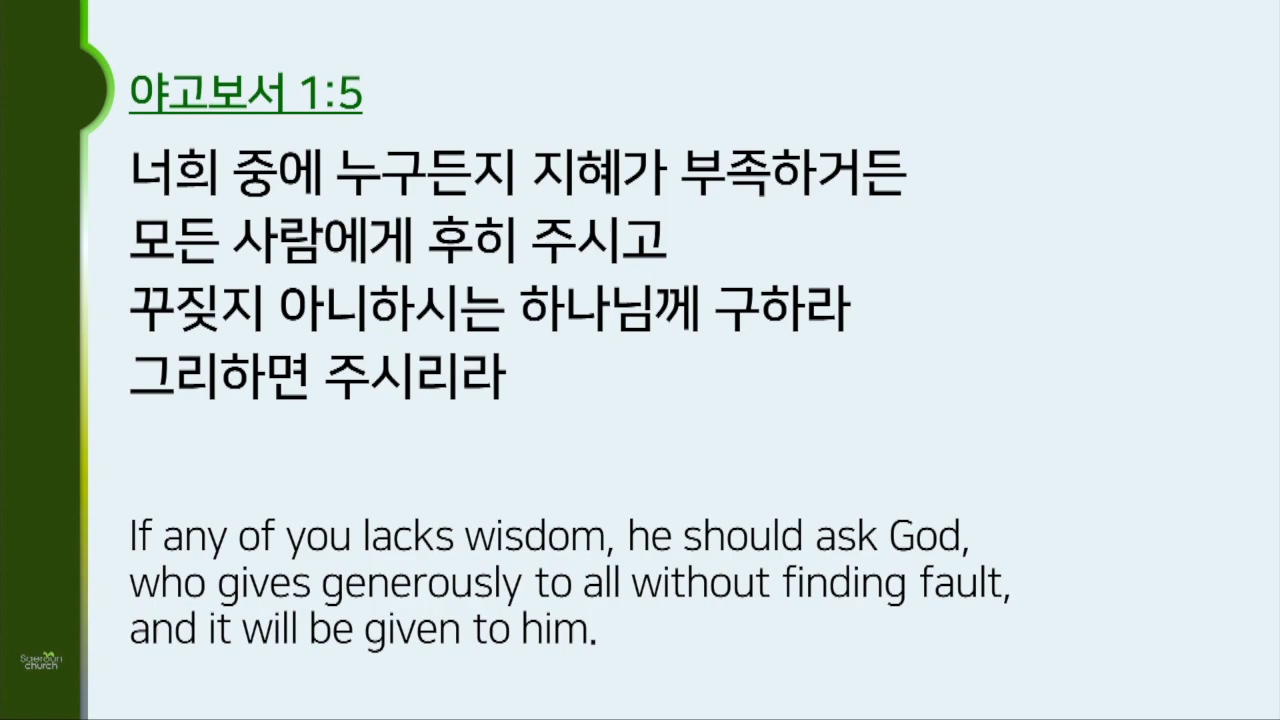 야고보서 1:5
너희 중에 누구든지 지혜가 부족하거든
모든 사람에게 후히 주시고
꾸짖지 아니하시는 하나님께 구하라
그리하면 주시리라
If any of you lacks wisdom, he should ask God,
who gives generously to all without finding fault,
and it will be given to him.
Saeroun
church